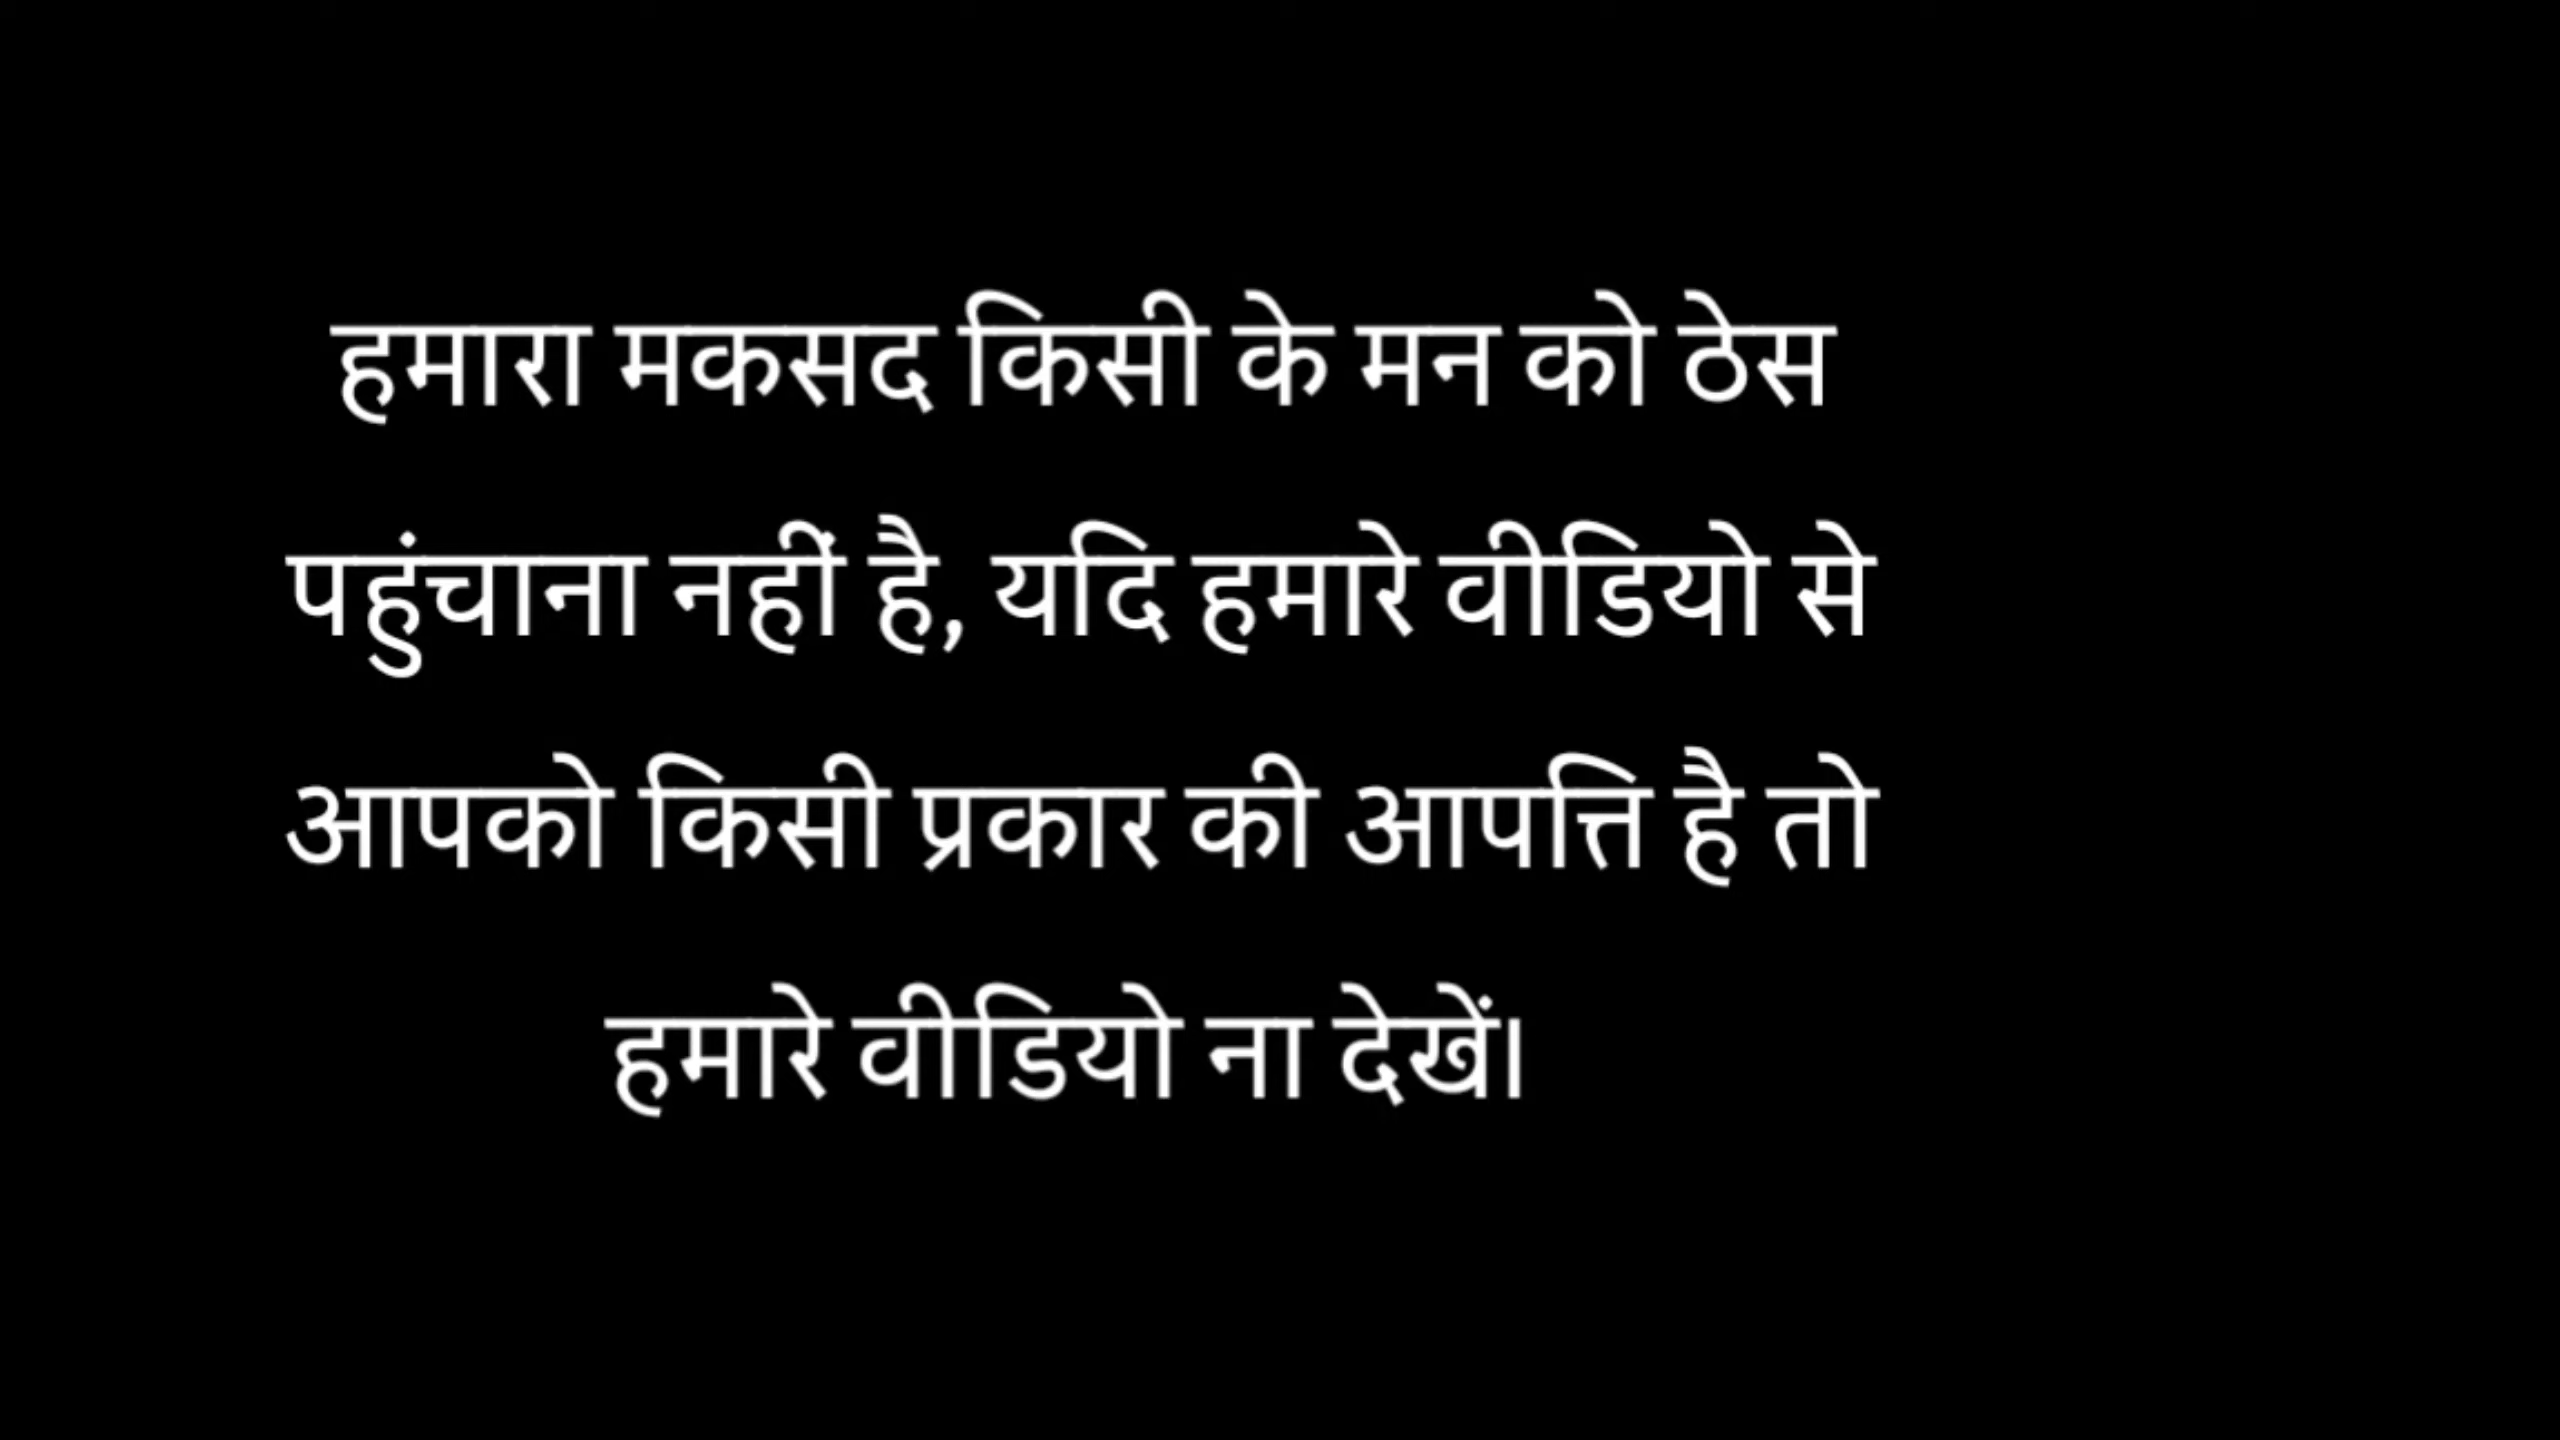 हमारा मकसद किसी के मन को ठेस
पहुंचाना नहीं है, यदि हमारे वीडियो से
आपको किसी प्रकार की आपत्ति है तो
हमारे वीडियो ना देखें।